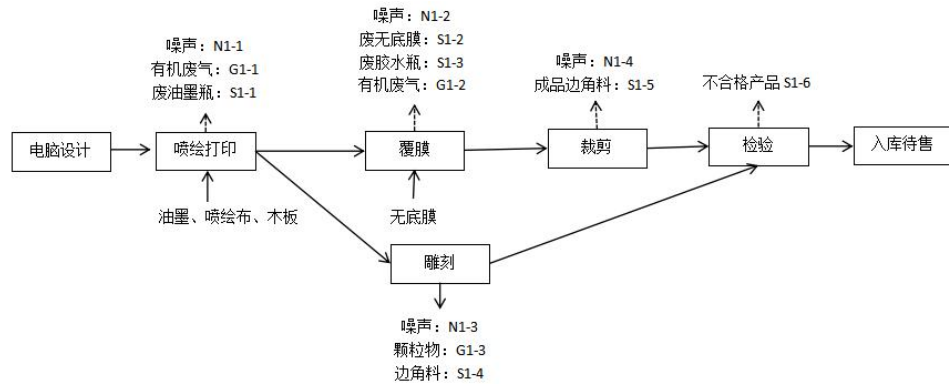 噪声：N1-1
有机废气：G1-1
废油墨瓶：S1-1
噪声：N1-2
废无底膜：S1-2
废胶水瓶：S1-3
有机废气：G1-2
噪声：N1-4
成品边角料：S1-5
不合格产品 S1-6
电脑设计
喷绘打印
覆膜
裁剪
检验
入库待售
油墨、喷绘布、木板
无底膜
雕刻
噪声：N1-3
颗粒物：G1-3
边角料：S1-4